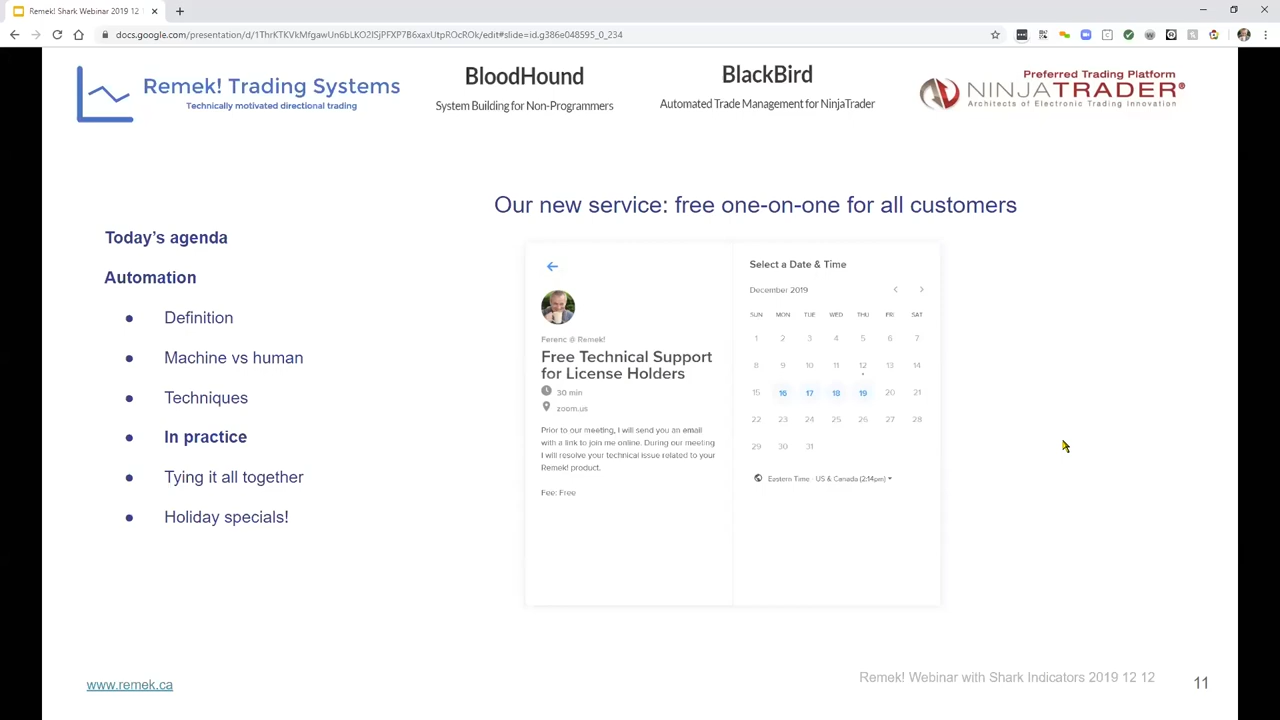 Remek! Shark Webinar 2019 12
docs.google.com/presentation/d/1ThrKTKVkMfgawUn6bLKO2ISjPFXP7B6xaxUtpROcROk/edit#slide=id.g386e048595_0_234
Remek! Trading Systems
Technically motivated directional trading
BloodHound
System Building for Non-Programmers
BlackBird
Automated Trade Management for NinjaTrader
Preferred Trading Platform
NINJATRADER®
Architects of Electronic Trading Innovation
Our new service: free one-on-one for all customers
Today's agenda
Automation
● Definition
● Machine vs human
● Techniques
● In practice
● Tying it all together
● Holiday specials!
Ferenc @ Remek!
Free Technical Support
for License Holders
30 min
zoom.us
Prior to our meeting, I will send you an email
with a link to join me online. During our meeting
I will resolve your technical issue related to your
Remek! product.
Fee: Free
Select a Date & Time
December 2019
SUN MON TUE WED THU FRI SAT
1 2 3 4 5 6 7
8 9 10 11 12 13 14
15 16 17 18 19 20 21
22 23 24 25 26 27 28
29 30 31
Eastern Time US & Canada (2:14pm)
www.remek.ca
Remek! Webinar with Shark Indicators 2019 12 12
11